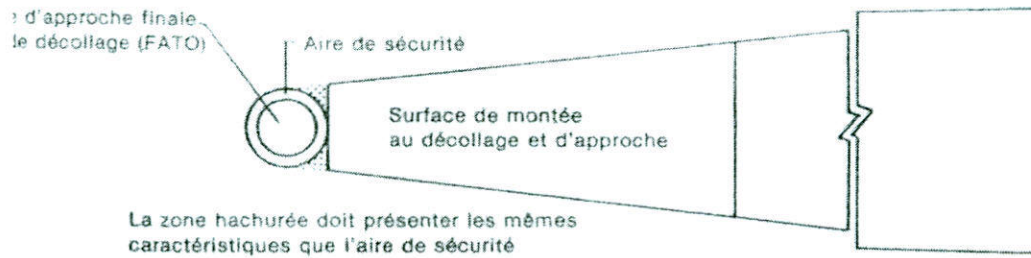 d'approche finale
de décollage (FATO)
Aire de sécurité
Surface de montée
au décollage et d'approche
La zone hachurée doit présenter les mêmes
caractéristiques que l'aire de sécurité